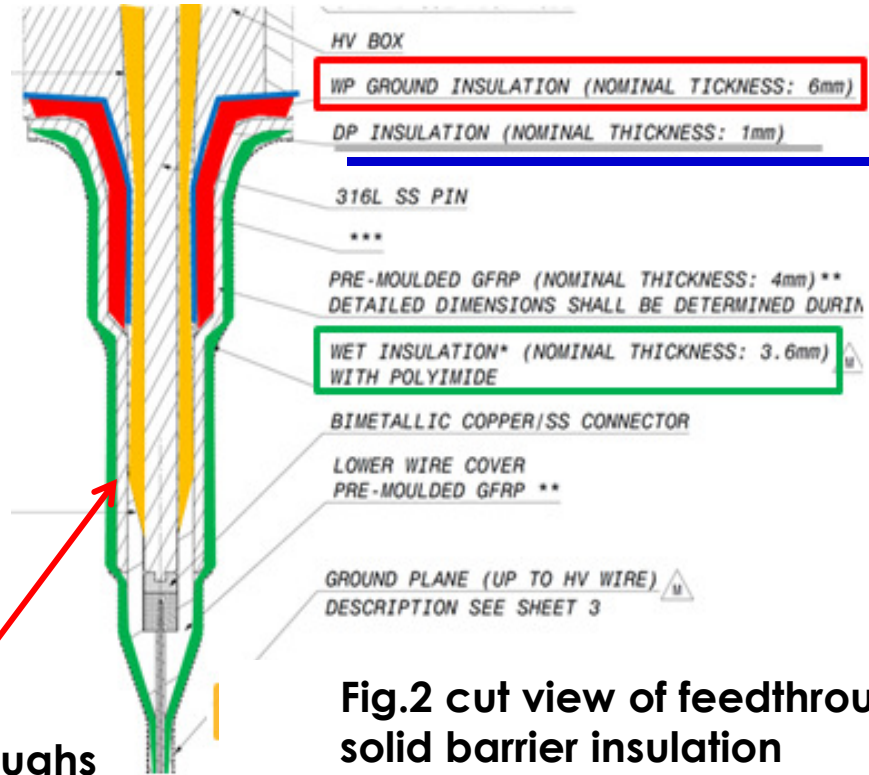 HV BOX
WP GROUND INSULATION (NOMINAL TICKNESS: 6mm)
DP INSULATION (NOMINAL THICKNESS: 1mm)
316L SS PIN
***
PRE-MOULDED GFRP (NOMINAL THICKNESS: 4mm)**
DETAILED DIMENSIONS SHALL BE DETERMINED DURIN
WET INSULATION* (NOMINAL THICKNESS: 3.6mm) M
WITH POLYIMIDE
BIMETALLIC COPPER/SS CONNECTOR
LOWER WIRE COVER
PRE-MOULDED GFRP **
GROUND PLANE (UP TO HV WIRE) M
DESCRIPTION SEE SHEET 3
Fig.2 cut view of feedthrou
solid barrier insulation
ughs